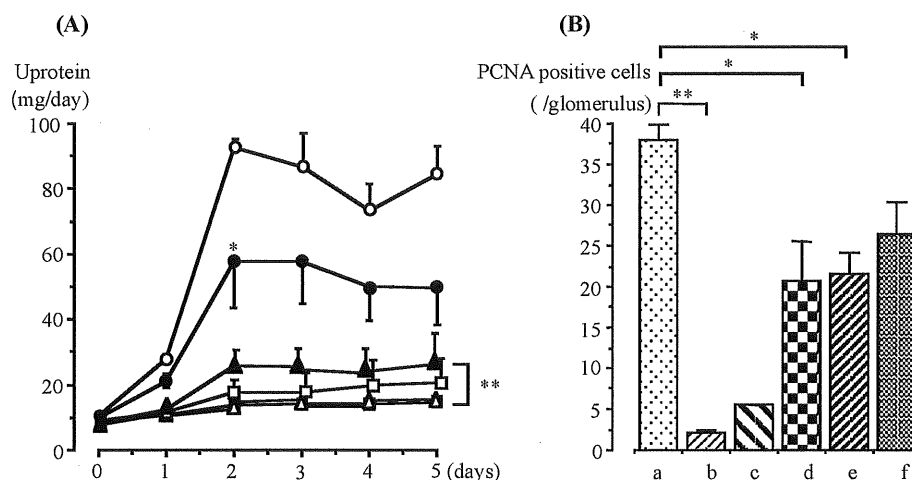 (A)
Uprotein
(mg/day)
100
80
60
40
20
0
*
**
0 1 2 3 4 5 (days)
(B)
*
*
PCNA positive cells
( /glomerulus)
**
40
35
30
25
20
15
10
5
0
a b c d e f